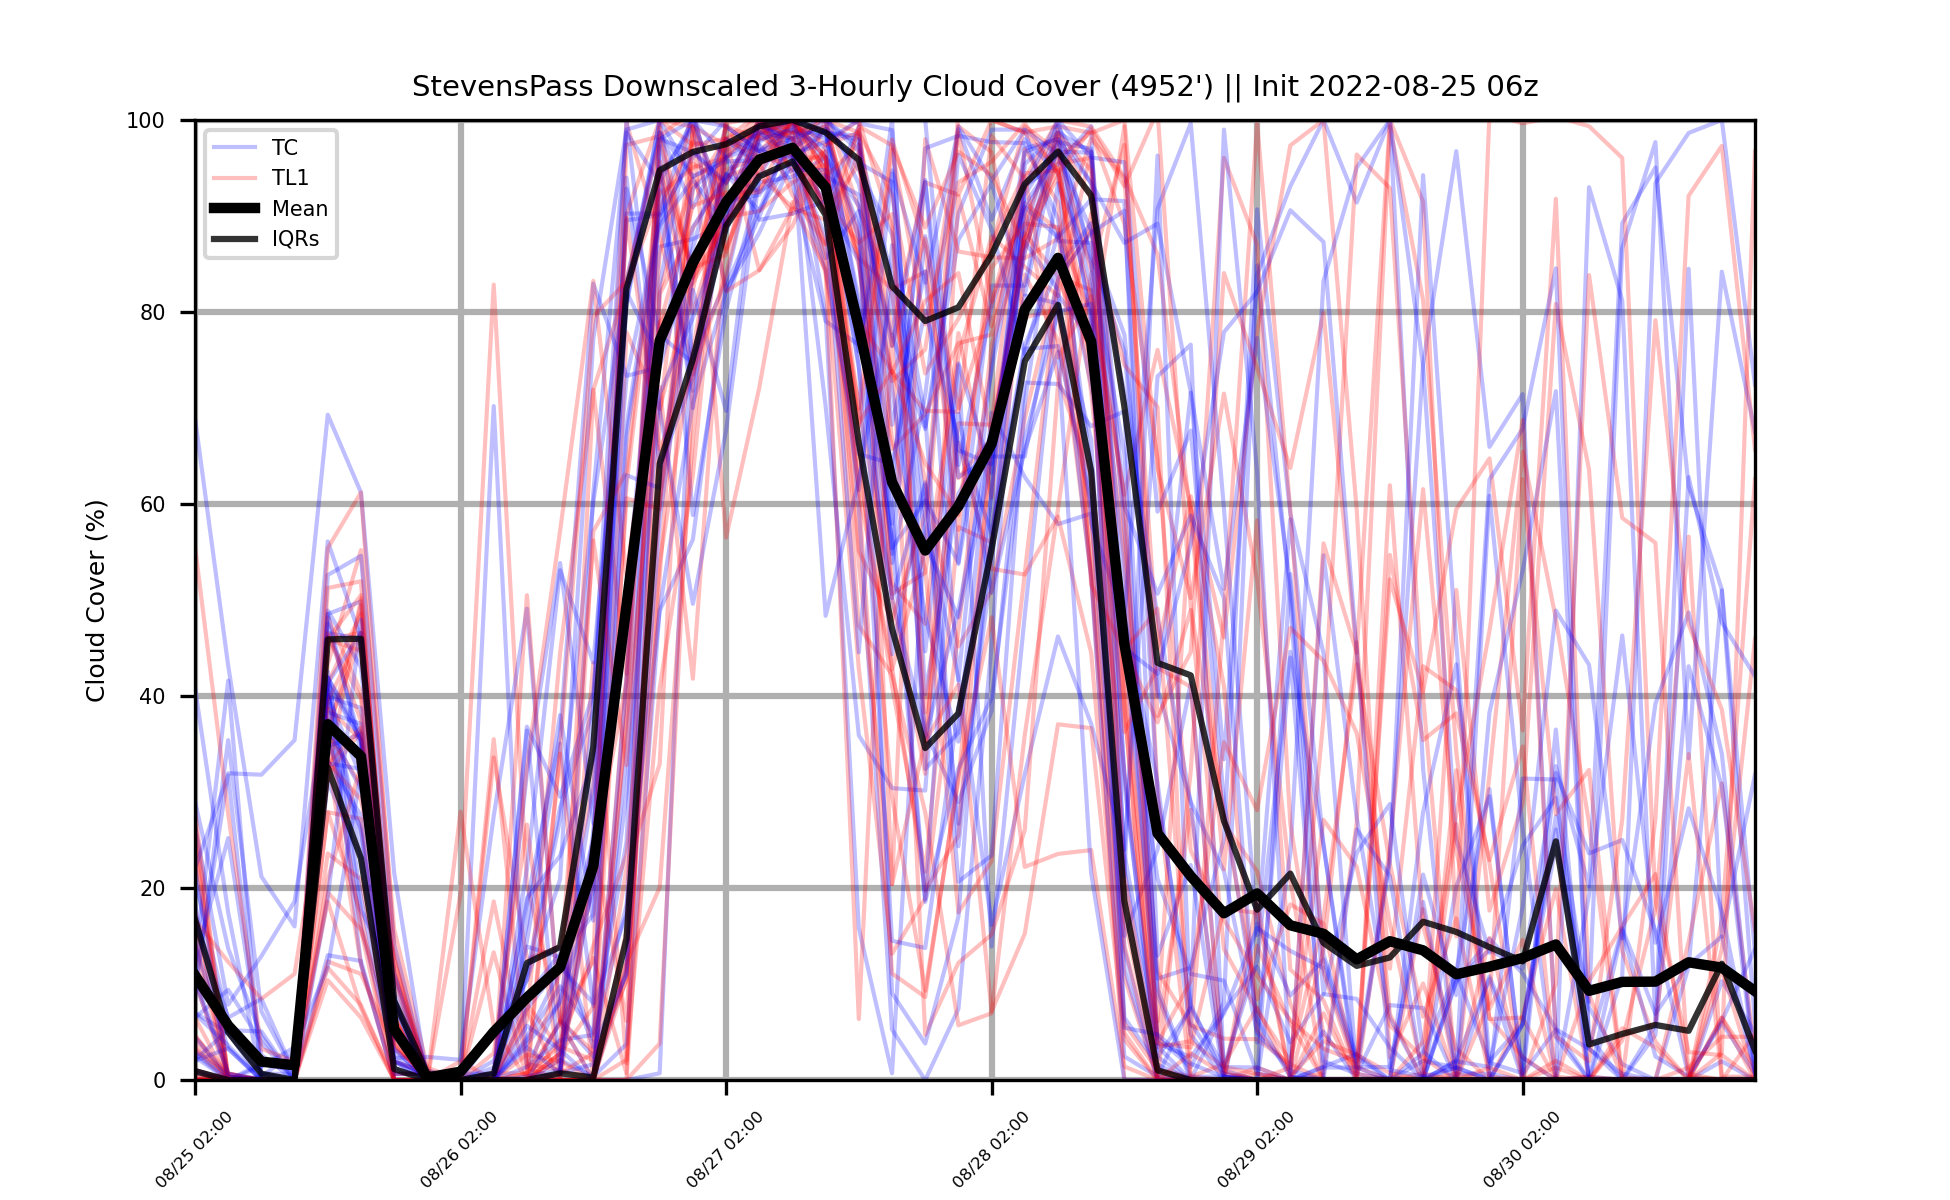 StevensPass Downscaled 3-Hourly Cloud Cover (4952') || Init 2022-08-25 06z
TC
TL1
Mean
IQRs
Cloud Cover (%)
100
80
60
40
20
0
08/25 02:00
08/26 02:00
08/27 02:00
08/28 02:00
08/29 02:00
08/30 02:00